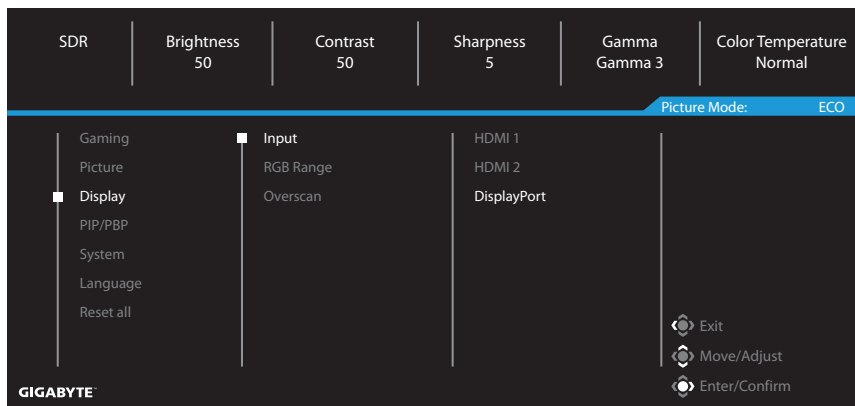 SDR
Brightness
50
Contrast
50
Sharpness
5
Gamma
Gamma 3
Color Temperature
Normal
Picture Mode: ECO
Gaming
Picture
Display
PIP/PBP
System
Language
Reset all
Input
RGB Range
Overscan
HDMI 1
HDMI 2
DisplayPort
Exit
Move/Adjust
Enter/Confirm
GIGABYTE™